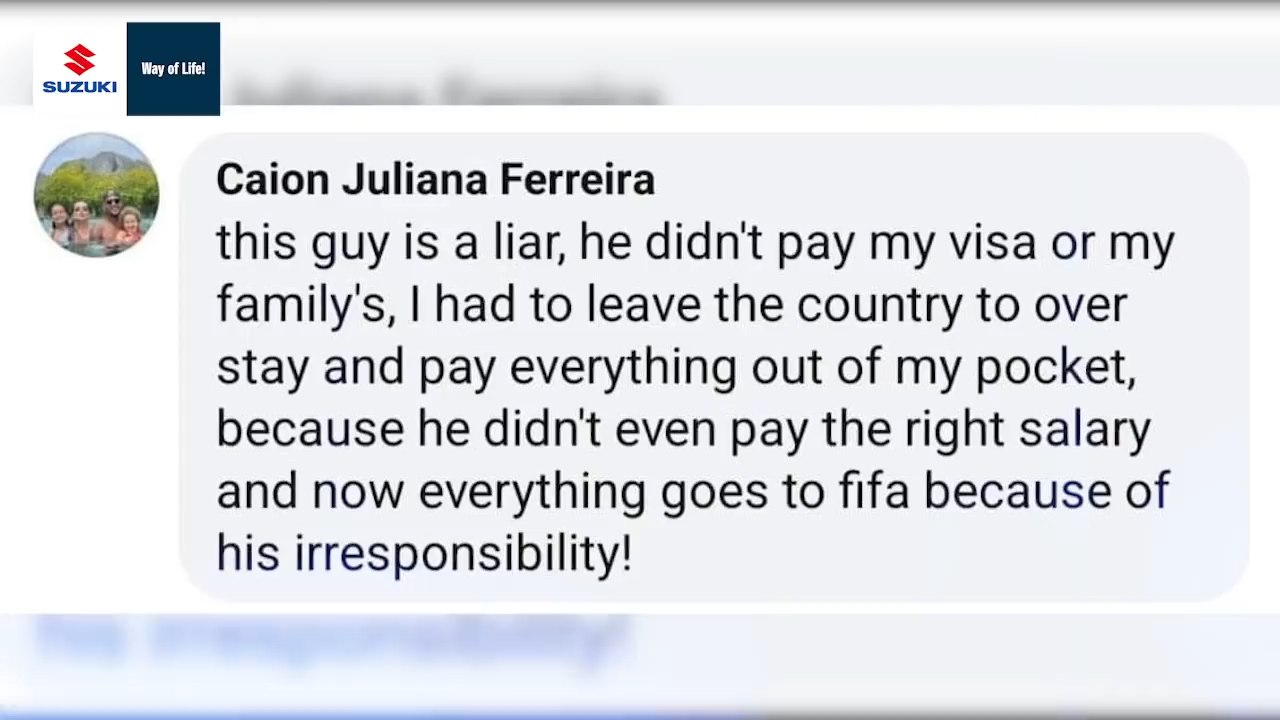 SUZUKI
Way of Life!
Caion Juliana Ferreira
this guy is a liar, he didn't pay my visa or my
family's, I had to leave the country to over
stay and pay everything out of my pocket,
because he didn't even pay the right salary
and now everything goes to fifa because of
his irresponsibility!